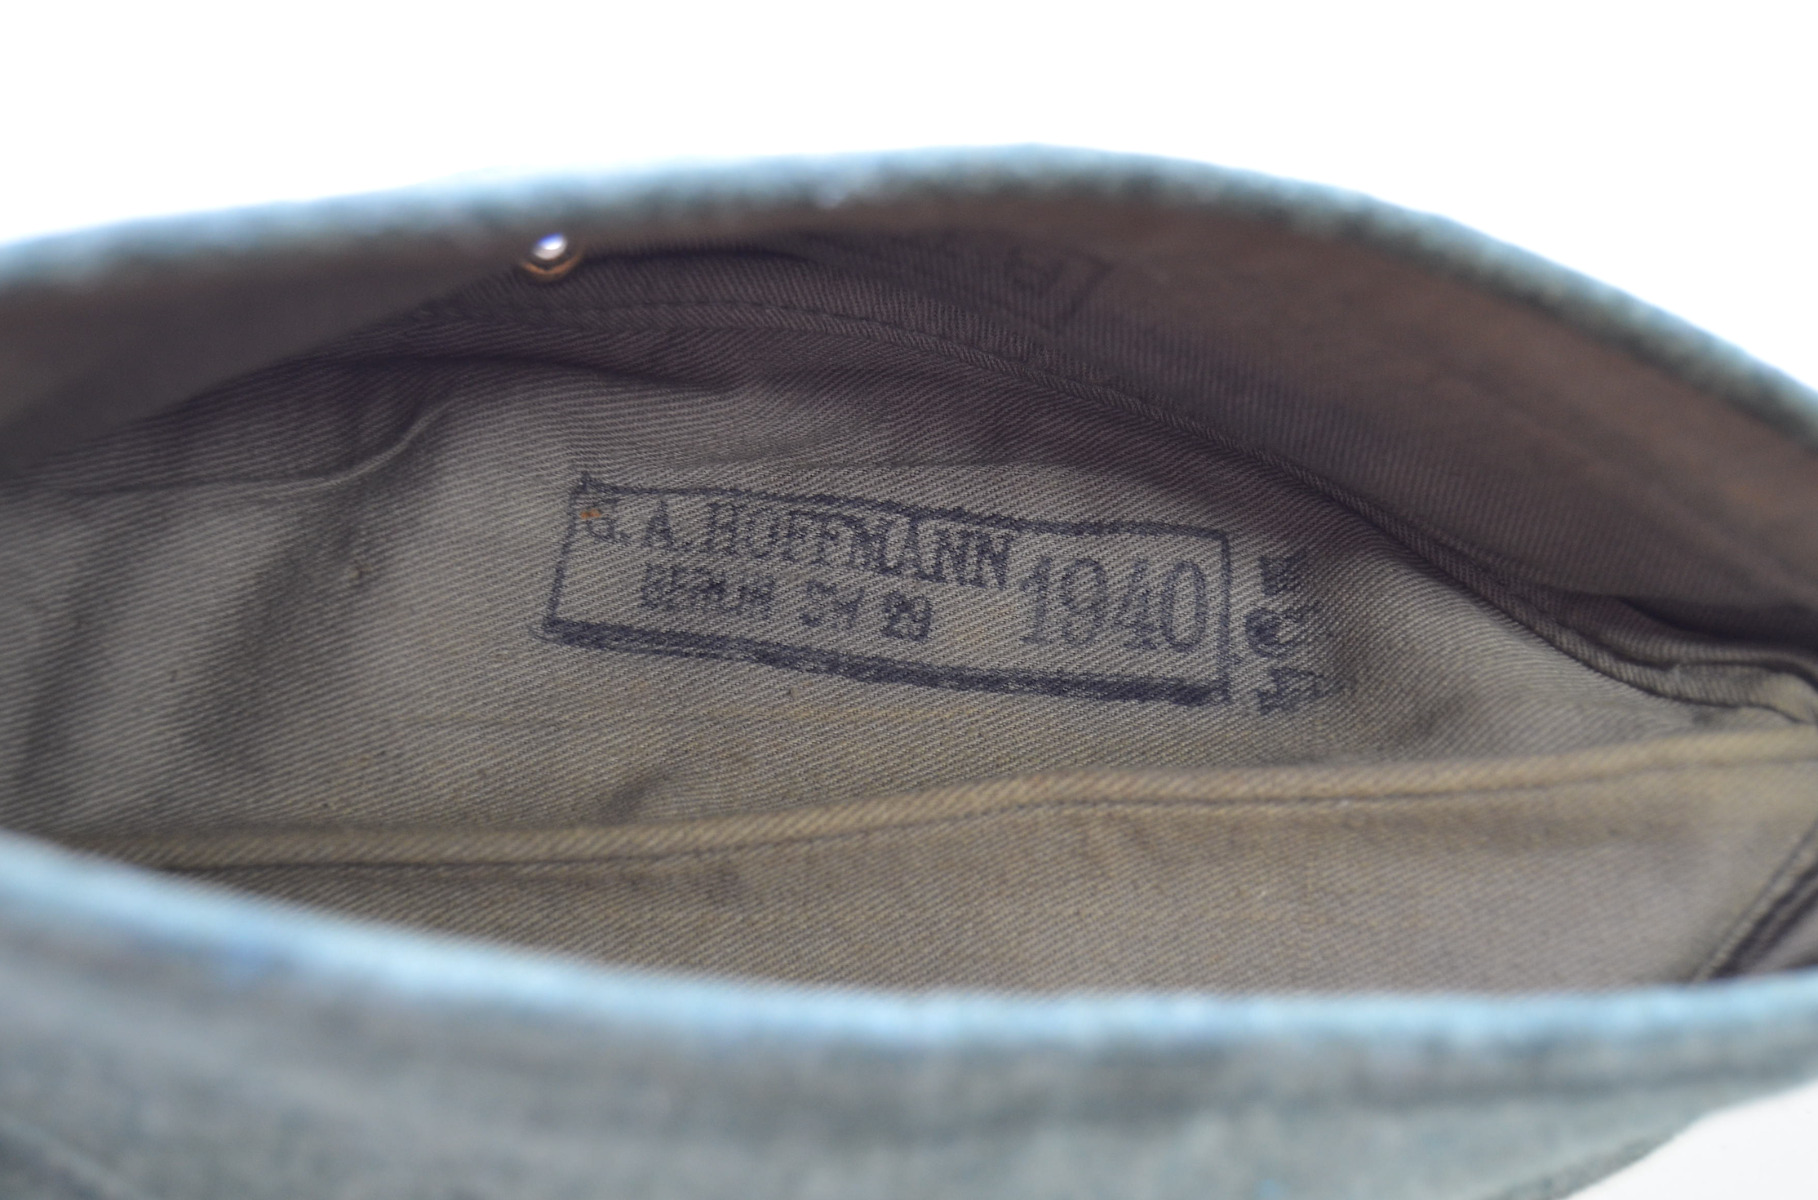 G. A. HOFFMANN 1940
BERLIN SW 29